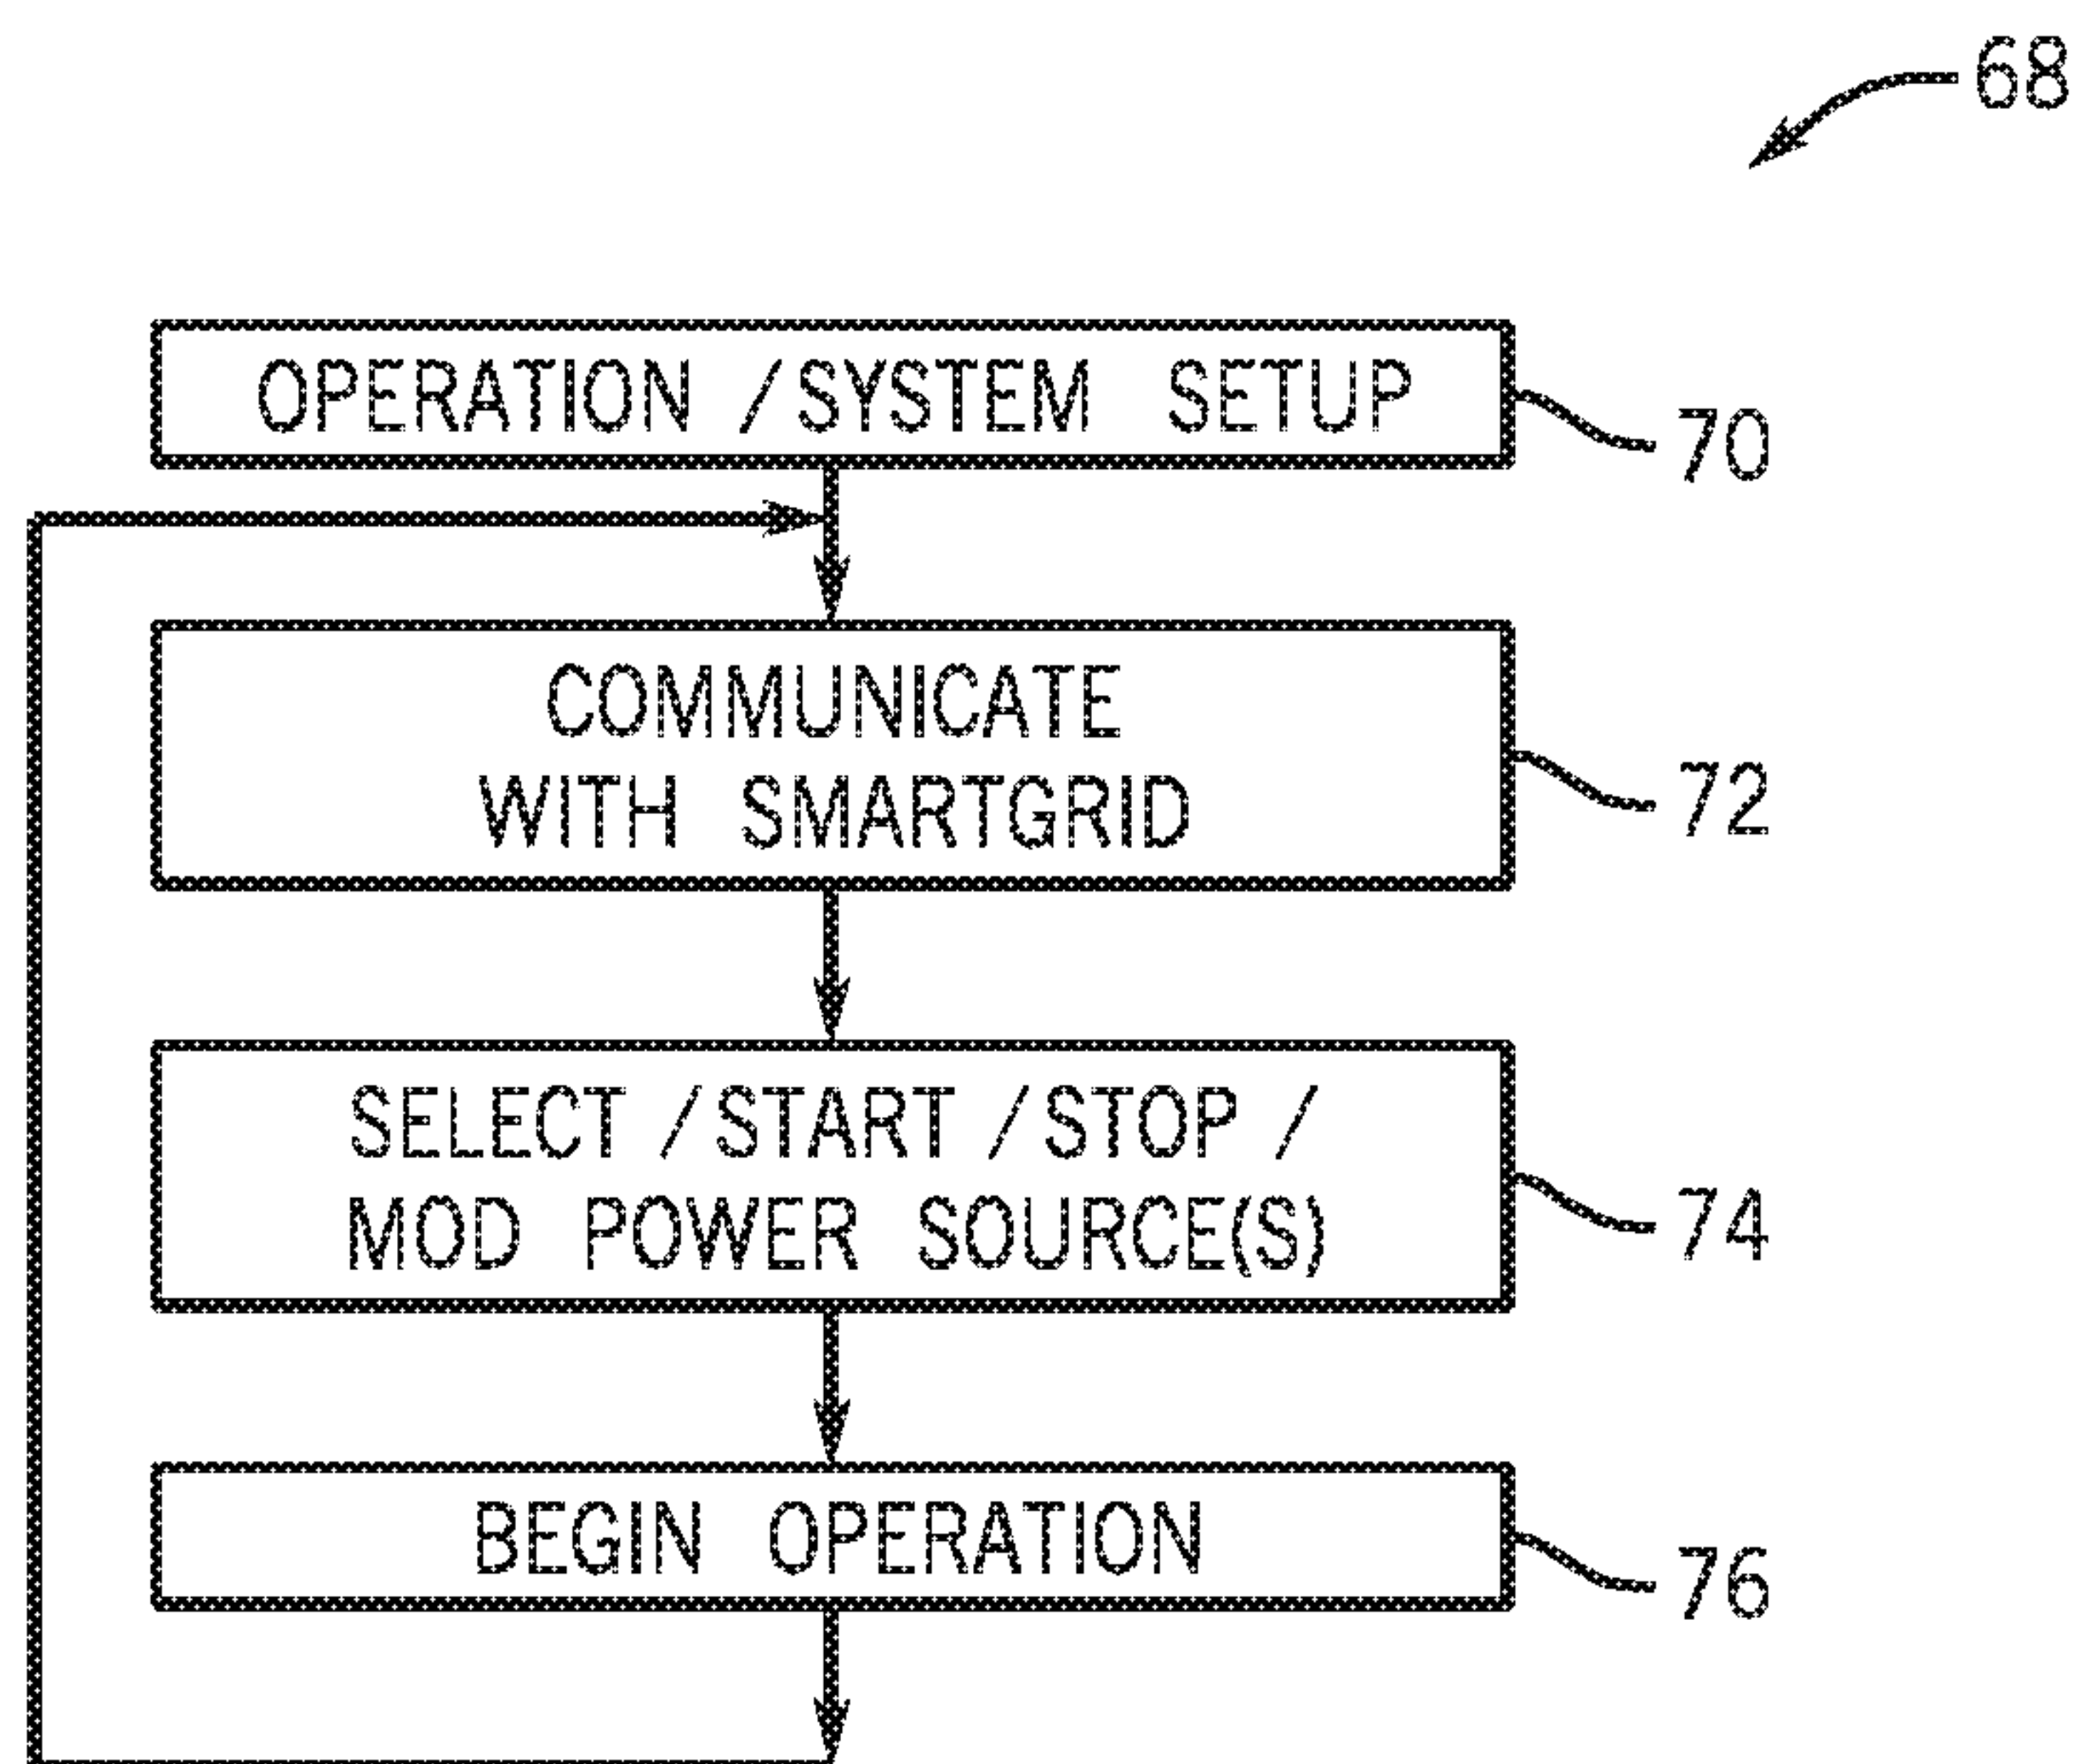 68
OPERATION / SYSTEM SETUP
70
COMMUNICATE
WITH SMARTGRID
72
SELECT / START / STOP /
MOD POWER SOURCE(S)
74
BEGIN OPERATION
76